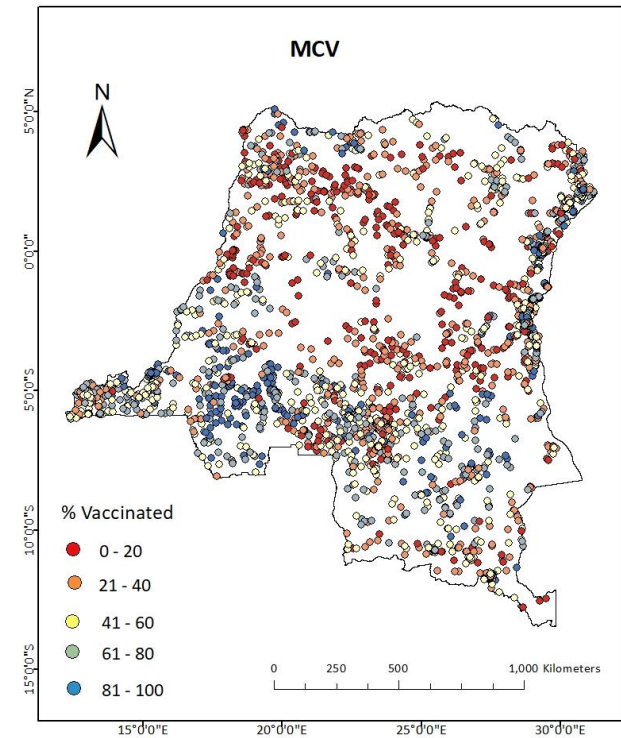 MCV
N
5°0'0"N
0°0'0"
5°0'0"S
10°0'0"S
15°0'0"S
% Vaccinated
0 - 20
21 - 40
41 - 60
61 - 80
81 - 100
0 250 500 1,000 Kilometers
15°0'0"E 20°0'0"E 25°0'0"E 30°0'0"E